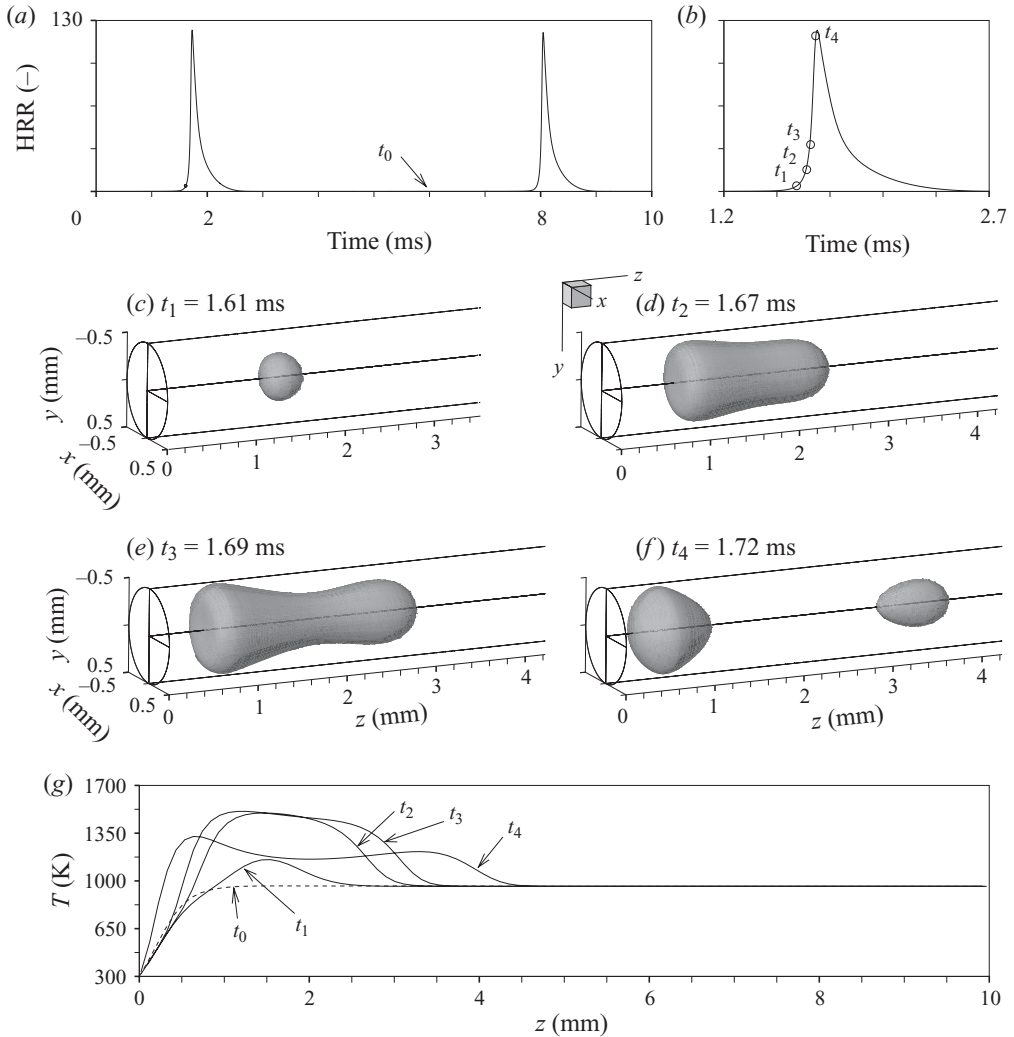 (a)
(b)
130
HRR (–)
t0
0
2
8
10
Time (ms)
t4
t3
t2
t1
1.2
2.7
Time (ms)
z
x
y
(c) t1 = 1.61 ms
–0.5
y (mm)
0.5
–0.5
x (mm)
0.5
0
1
2
3
(d) t2 = 1.67 ms
0
1
2
3
4
(e) t3 = 1.69 ms
–0.5
y (mm)
0.5
–0.5
x (mm)
0.5
0
1
2
3
4
z (mm)
(f) t4 = 1.72 ms
0
1
2
3
4
z (mm)
(g)
1700
1350
1000
650
300
T (K)
t2
t3
t4
t0
t1
0
2
4
6
8
10
z (mm)